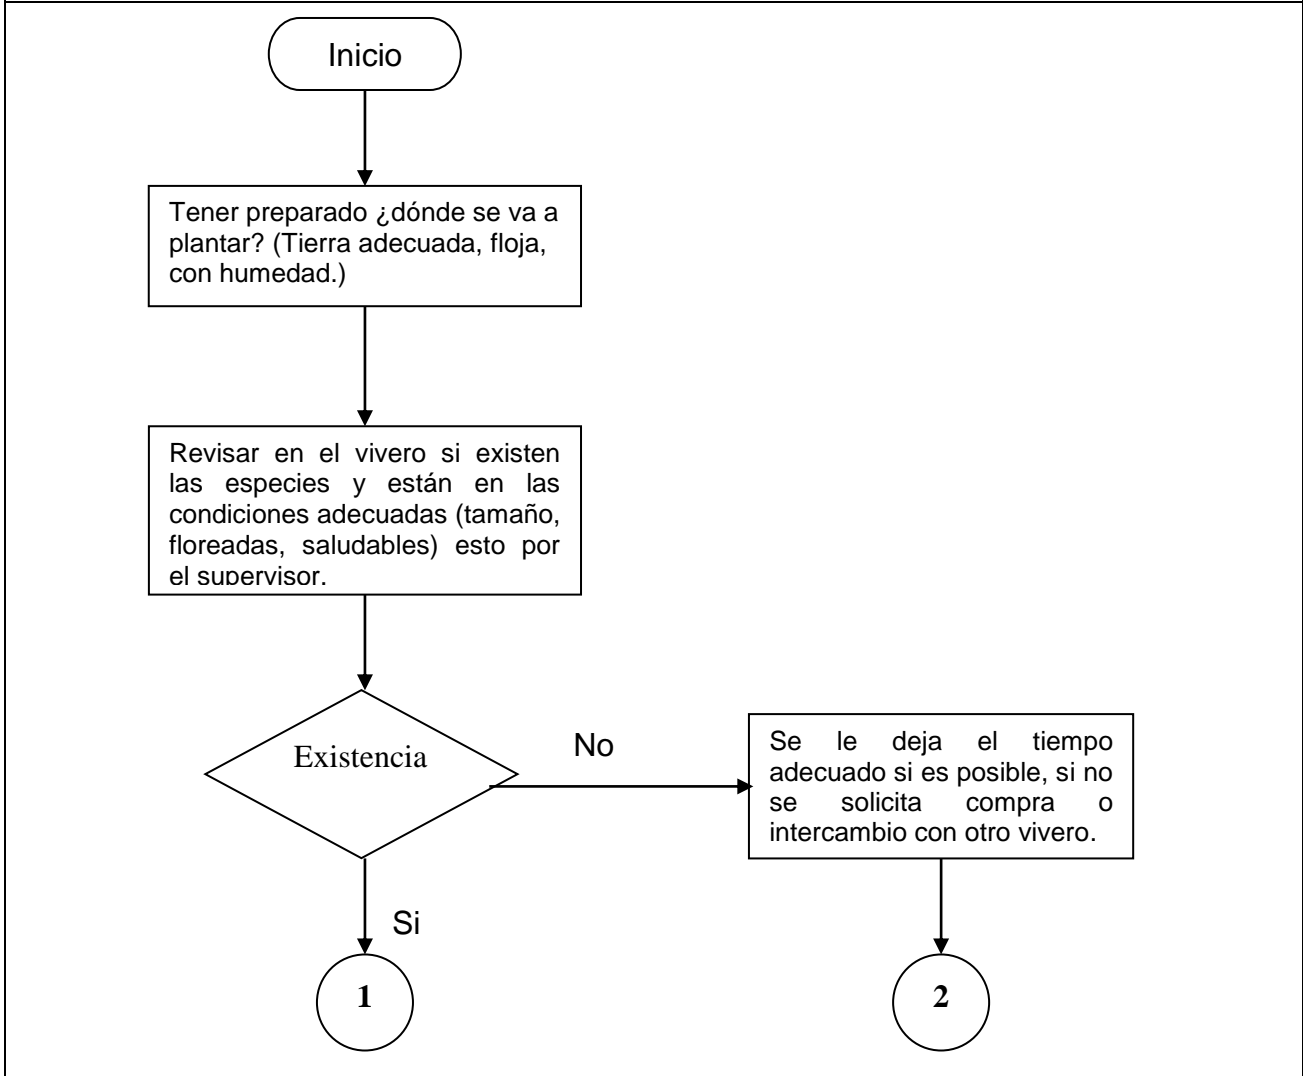 Inicio
Tener preparado ¿dónde se va a
plantar? (Tierra adecuada, floja,
con humedad.)
Revisar en el vivero si existen
las especies y están en las
condiciones adecuadas (tamaño,
floreadas, saludables) esto por
el supervisor.
Existencia
No
Se le deja el tiempo
adecuado si es posible, si no
se solicita compra o
intercambio con otro vivero.
Si
1
2